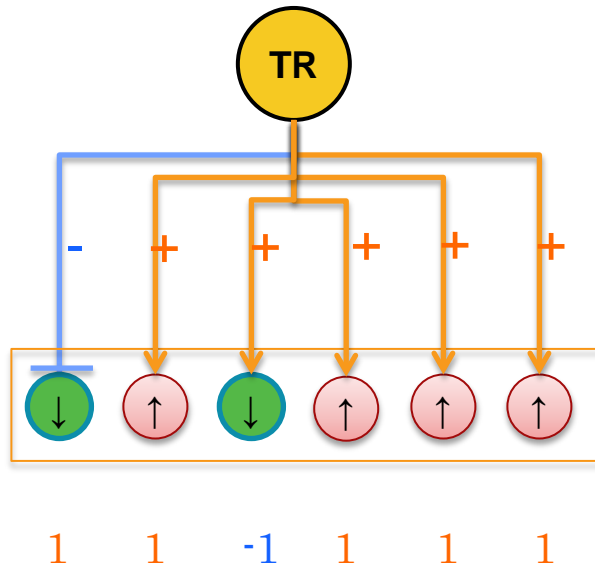 TR
- + + + + +
↓ ↑ ↓ ↑ ↑ ↑
1 1 -1 1 1 1